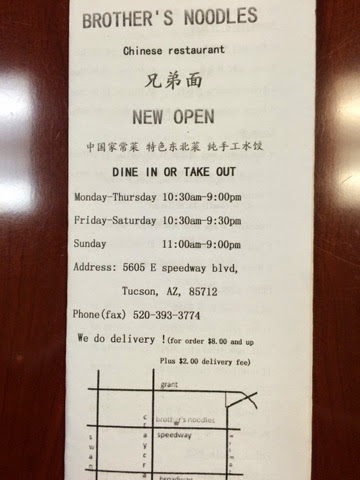 BROTHER'S NOODLES
Chinese restaurant
兄弟面
NEW OPEN
中国家常菜 特色东北菜 纯手工水饺
DINE IN OR TAKE OUT
Monday-Thursday 10:30am-9:00pm
Friday-Saturday 10:30am-9:30pm
Sunday 11:00am-9:00pm
Address: 5605 E speedway blvd,
Tucson, AZ, 85712
Phone(fax) 520-393-3774
We do delivery !(for order $8.00 and up
Plus $2.00 delivery fee)
grant
brother's noodles
speedway